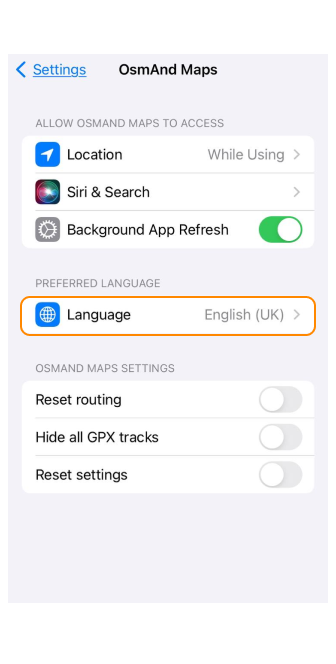 Settings OsmAnd Maps
ALLOW OSMAND MAPS TO ACCESS
Location While Using
Siri & Search
Background App Refresh
PREFERRED LANGUAGE
Language English (UK)
OSMAND MAPS SETTINGS
Reset routing
Hide all GPX tracks
Reset settings